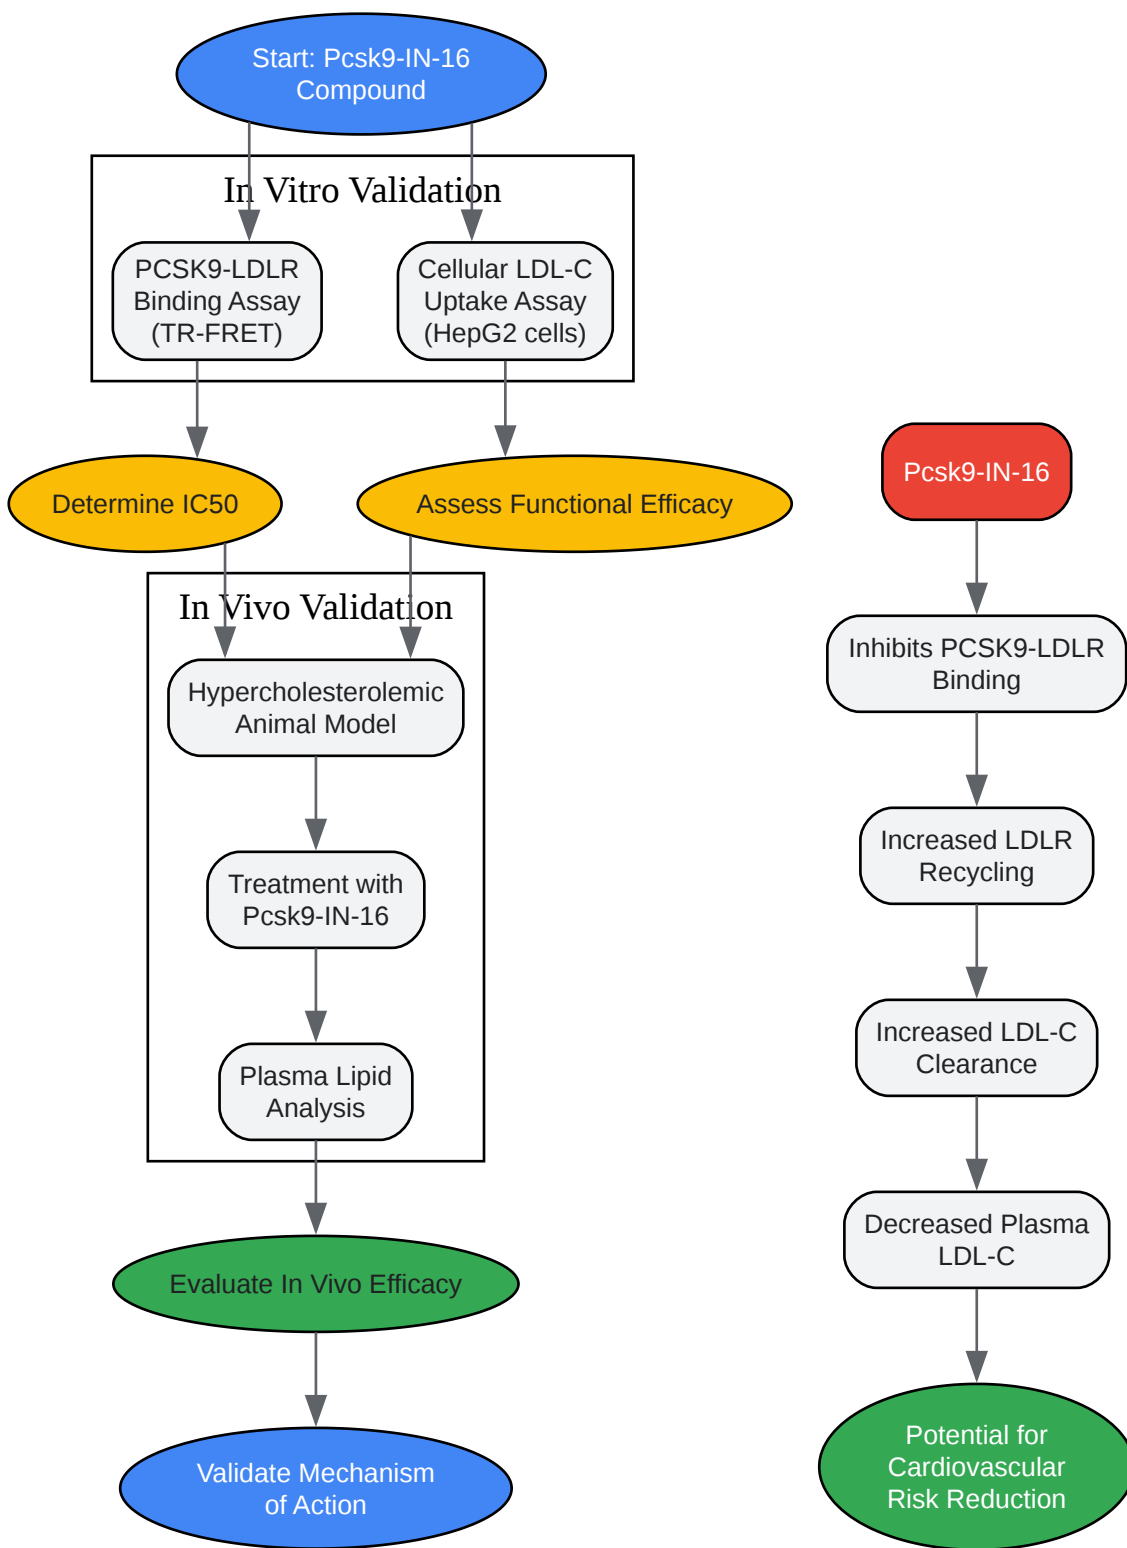 Start: Pcsk9-IN-16
Compound
In Vitro Validation
PCSK9-LDLR
Binding Assay
(TR-FRET)
Cellular LDL-C
Uptake Assay
(HepG2 cells)
Determine IC50
Assess Functional Efficacy
In Vivo Validation
Hypercholesterolemic
Animal Model
Treatment with
Pcsk9-IN-16
Plasma Lipid
Analysis
Evaluate In Vivo Efficacy
Validate Mechanism
of Action
Pcsk9-IN-16
Inhibits PCSK9-LDLR
Binding
Increased LDLR
Recycling
Increased LDL-C
Clearance
Decreased Plasma
LDL-C
Potential for
Cardiovascular
Risk Reduction